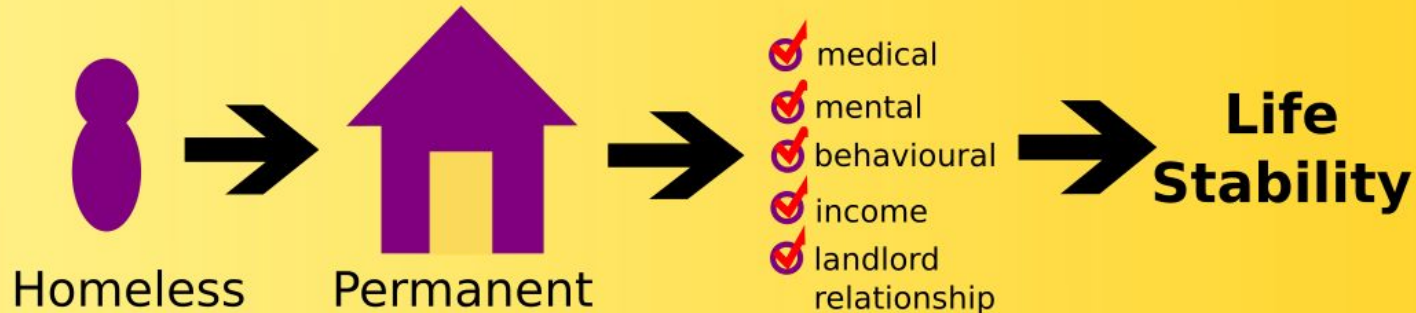 Homeless
Permanent
medical
mental
behavioural
income
landlord
relationship
Life
Stability